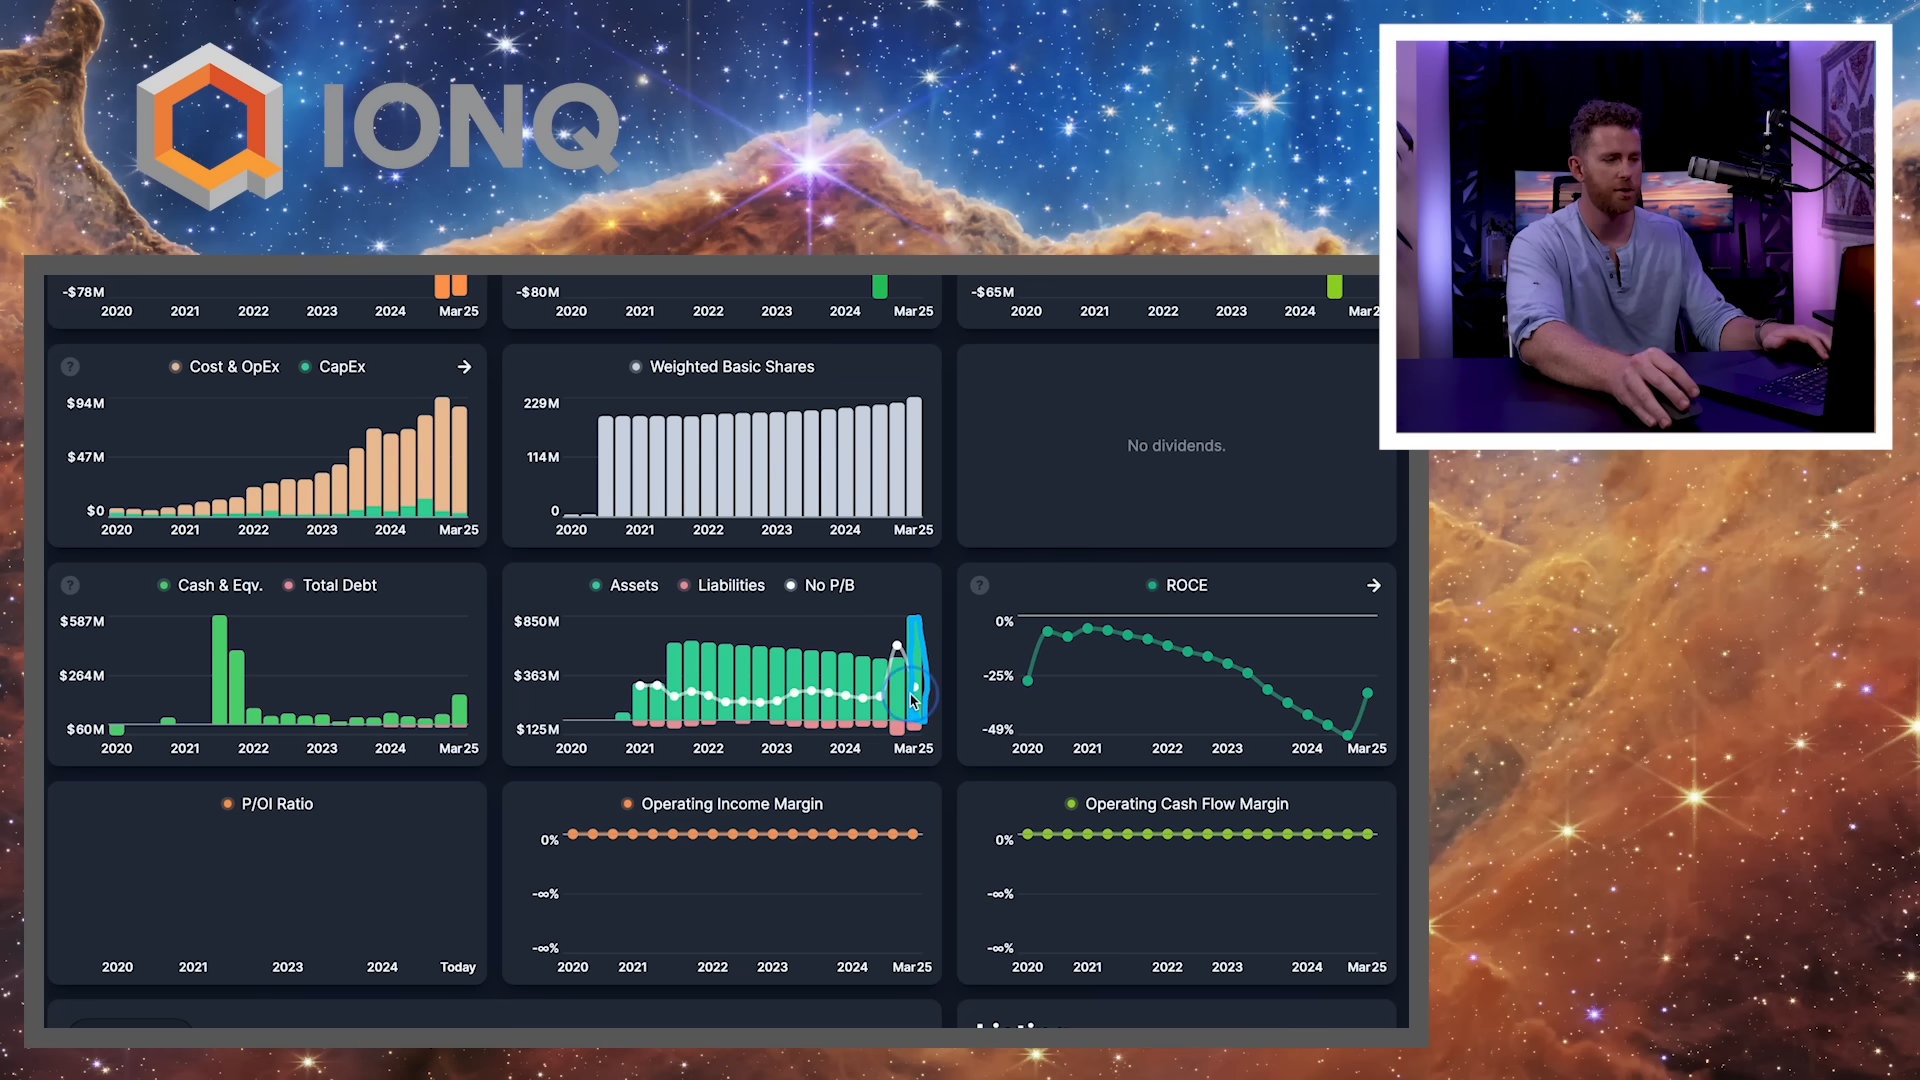 IONQ
-$78M
2020 2021 2022 2023 2024 Mar25
-$80M
2020 2021 2022 2023 2024 Mar25
-$65M
2020 2021 2022 2023 2024
? Cost & OpEx CapEx →
$94M
$47M
$0
2020 2021 2022 2023 2024 Mar25
Weighted Basic Shares
229M
114M
0
2020 2021 2022 2023 2024 Mar25
No dividends.
? Cash & Eqv. Total Debt
$587M
$264M
$60M
2020 2021 2022 2023 2024 Mar25
Assets Liabilities No P/B
$850M
$363M
$125M
2020 2021 2022 2023 2024 Mar25
? ROCE →
0%
-25%
-49%
2020 2021 2022 2023 2024 Mar25
P/OI Ratio
2020 2021 2023 2024 Today
Operating Income Margin
0%
-∞%
-∞%
2020 2021 2022 2023 2024 Mar25
Operating Cash Flow Margin
0%
-∞%
-∞%
2020 2021 2022 2023 2024 Mar25